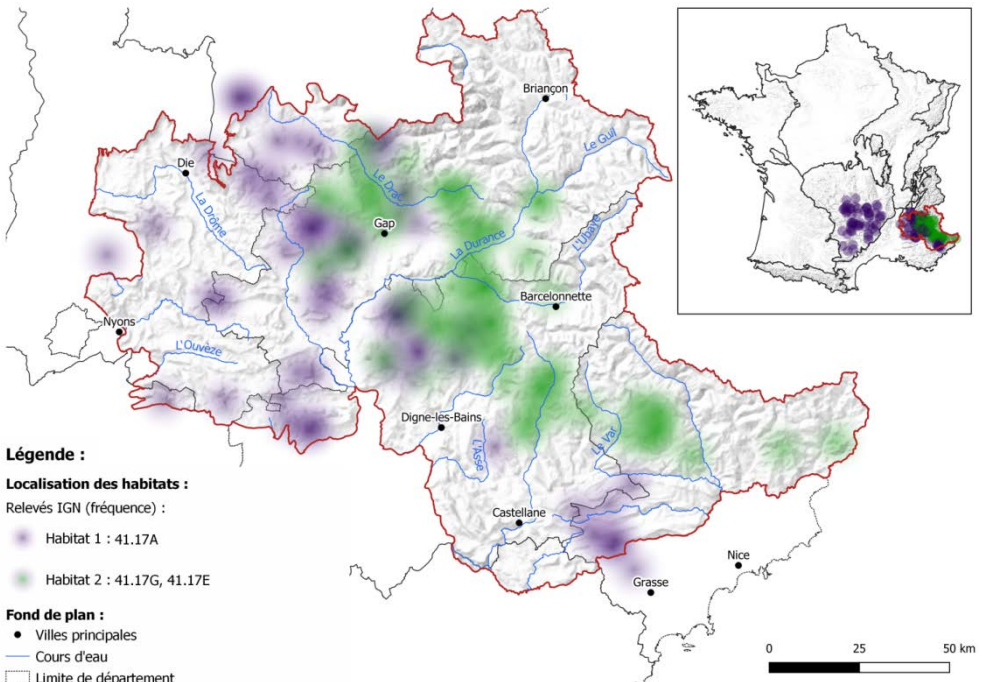 Briançon
Le Guil
Die
Le Drac
La Drôme
Gap
La Durance
L'Ubaye
Barcelonnette
Nyons
L'Ouvèze
Digne-les-Bains
L'Asse
Le Var
Castellane
Nice
Grasse
Légende :
Localisation des habitats :
Relevés IGN (fréquence) :
Habitat 1 : 41.17A
Habitat 2 : 41.17G, 41.17E
Fond de plan :
Villes principales
Cours d'eau
Limite de département
0 25 50 km